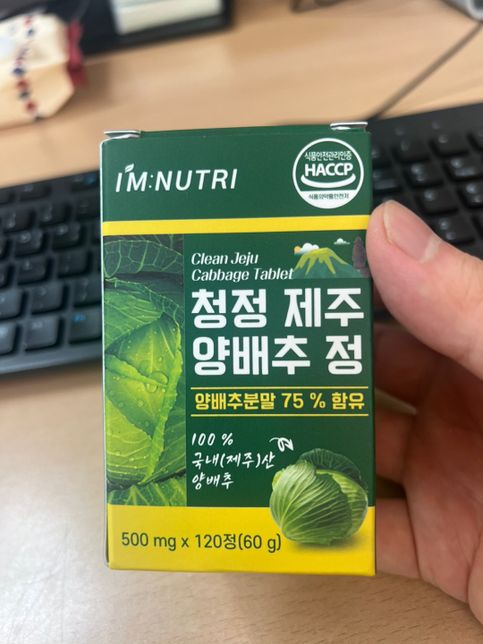 I'M:NUTRI
식품안전관리인증
HACCP
식품의약품안전처
Clean Jeju
Cabbage Tablet
청정 제주
양배추 정
양배추분말 75 % 함유
100 %
국내(제주)산
양배추
500 mg x 120정(60 g)